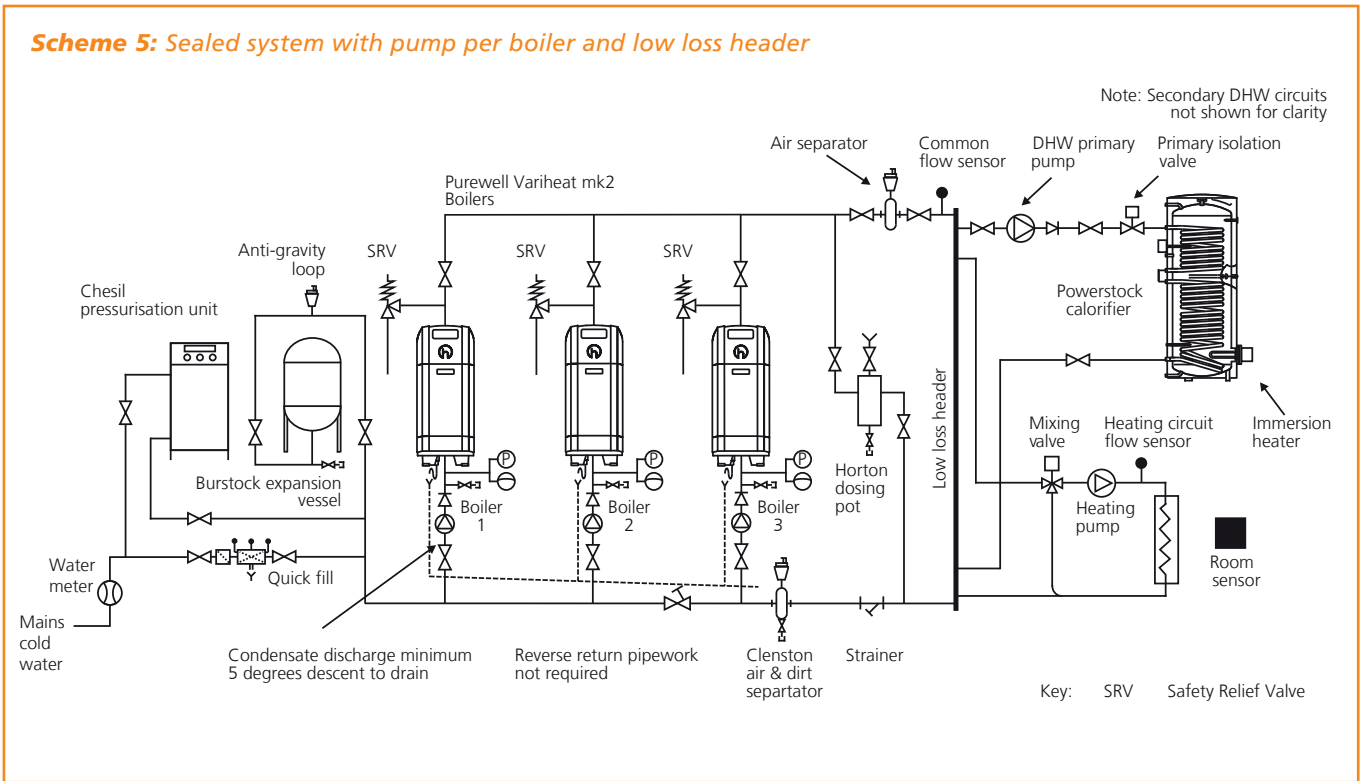 Scheme 5: Sealed system with pump per boiler and low loss header
Note: Secondary DHW circuits
not shown for clarity
Air separator
Common
flow sensor
DHW primary
pump
Primary isolation
valve
Purewell Variheat mk2
Boilers
Anti-gravity
loop
SRV
SRV
SRV
Chesil
pressurisation unit
Powerstock
calorifier
Low loss header
Mixing
valve
Heating circuit
flow sensor
Immersion
heater
Burstock expansion
vessel
P
P
P
Horton
dosing
pot
Boiler
1
Boiler
2
Boiler
3
Heating
pump
Room
sensor
Water
meter
Quick fill
Mains
cold
water
Condensate discharge minimum
5 degrees descent to drain
Reverse return pipework
not required
Clenston
air & dirt
separtator
Strainer
Key: SRV Safety Relief Valve